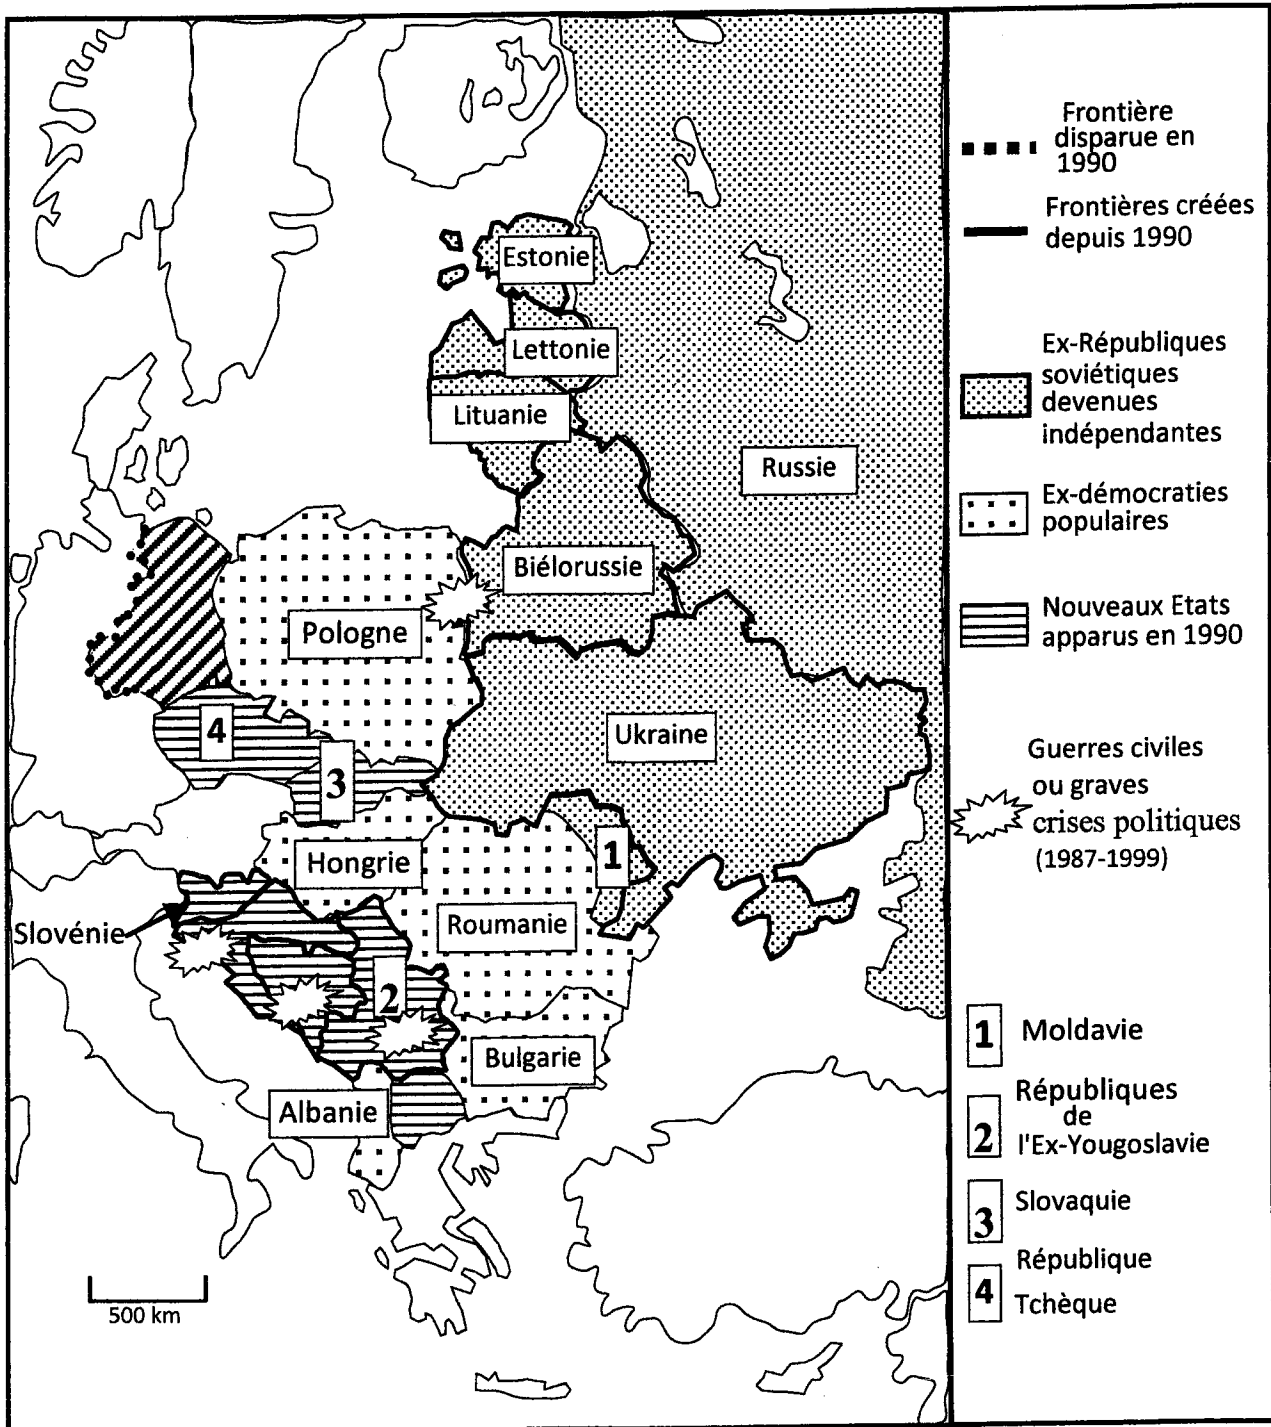 Estonie
Lettonie
Lituanie
Russie
Biélorussie
Pologne
4
Ukraine
3
Hongrie
1
Roumanie
Slovénie
2
Bulgarie
Albanie
500 km
Frontière
disparue en
1990
Frontières créées
depuis 1990
Ex-Républiques
soviétiques
devenues
indépendantes
Ex-démocraties
populaires
Nouveaux Etats
apparus en 1990
Guerres civiles
ou graves
crises politiques
(1987-1999)
1 Moldavie
Républiques
de
2 l'Ex-Yougoslavie
3 Slovaquie
République
4 Tchèque